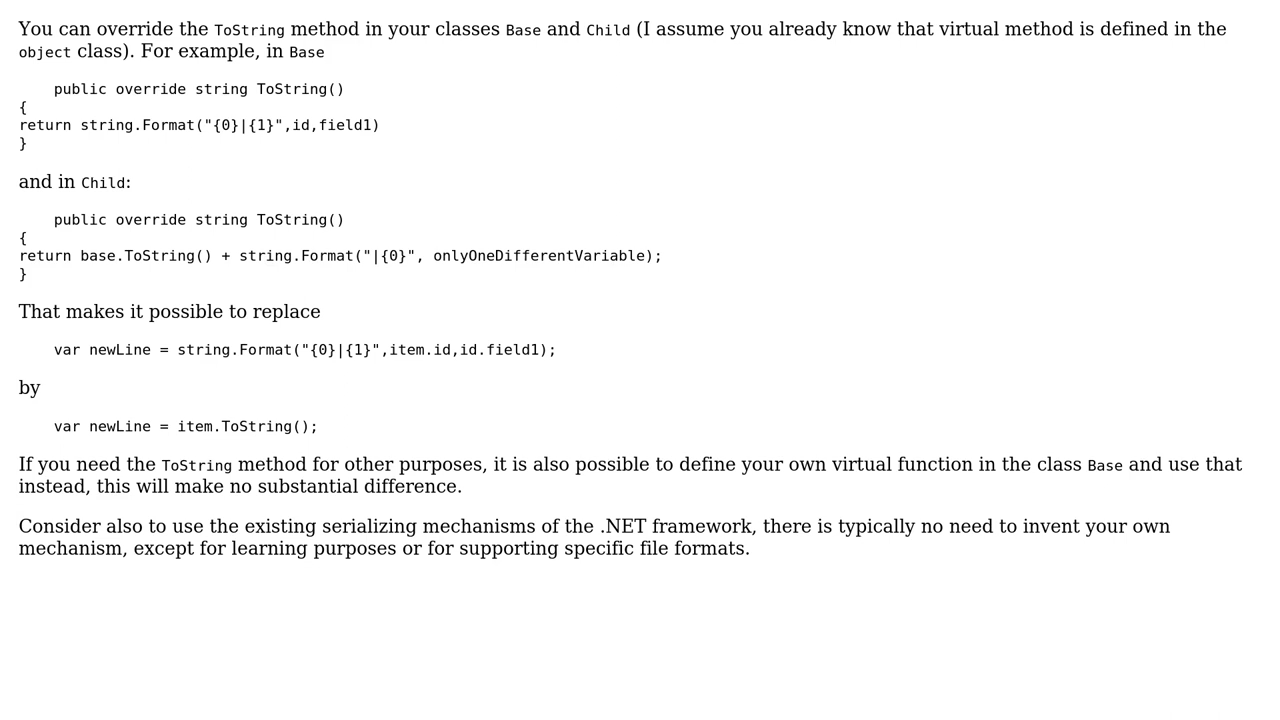 You can override the ToString method in your classes Base and Child (I assume you already know that virtual method is defined in the
object class). For example, in Base
public override string ToString()
{
return string.Format("{0}|{1}",id,field1)
}
and in Child:
public override string ToString()
{
return base.ToString() + string.Format("|{0}", onlyOneDifferentVariable);
}
That makes it possible to replace
var newLine = string.Format("{0}|{1}",item.id,id.field1);
by
var newLine = item.ToString();
If you need the ToString method for other purposes, it is also possible to define your own virtual function in the class Base and use that
instead, this will make no substantial difference.
Consider also to use the existing serializing mechanisms of the .NET framework, there is typically no need to invent your own
mechanism, except for learning purposes or for supporting specific file formats.